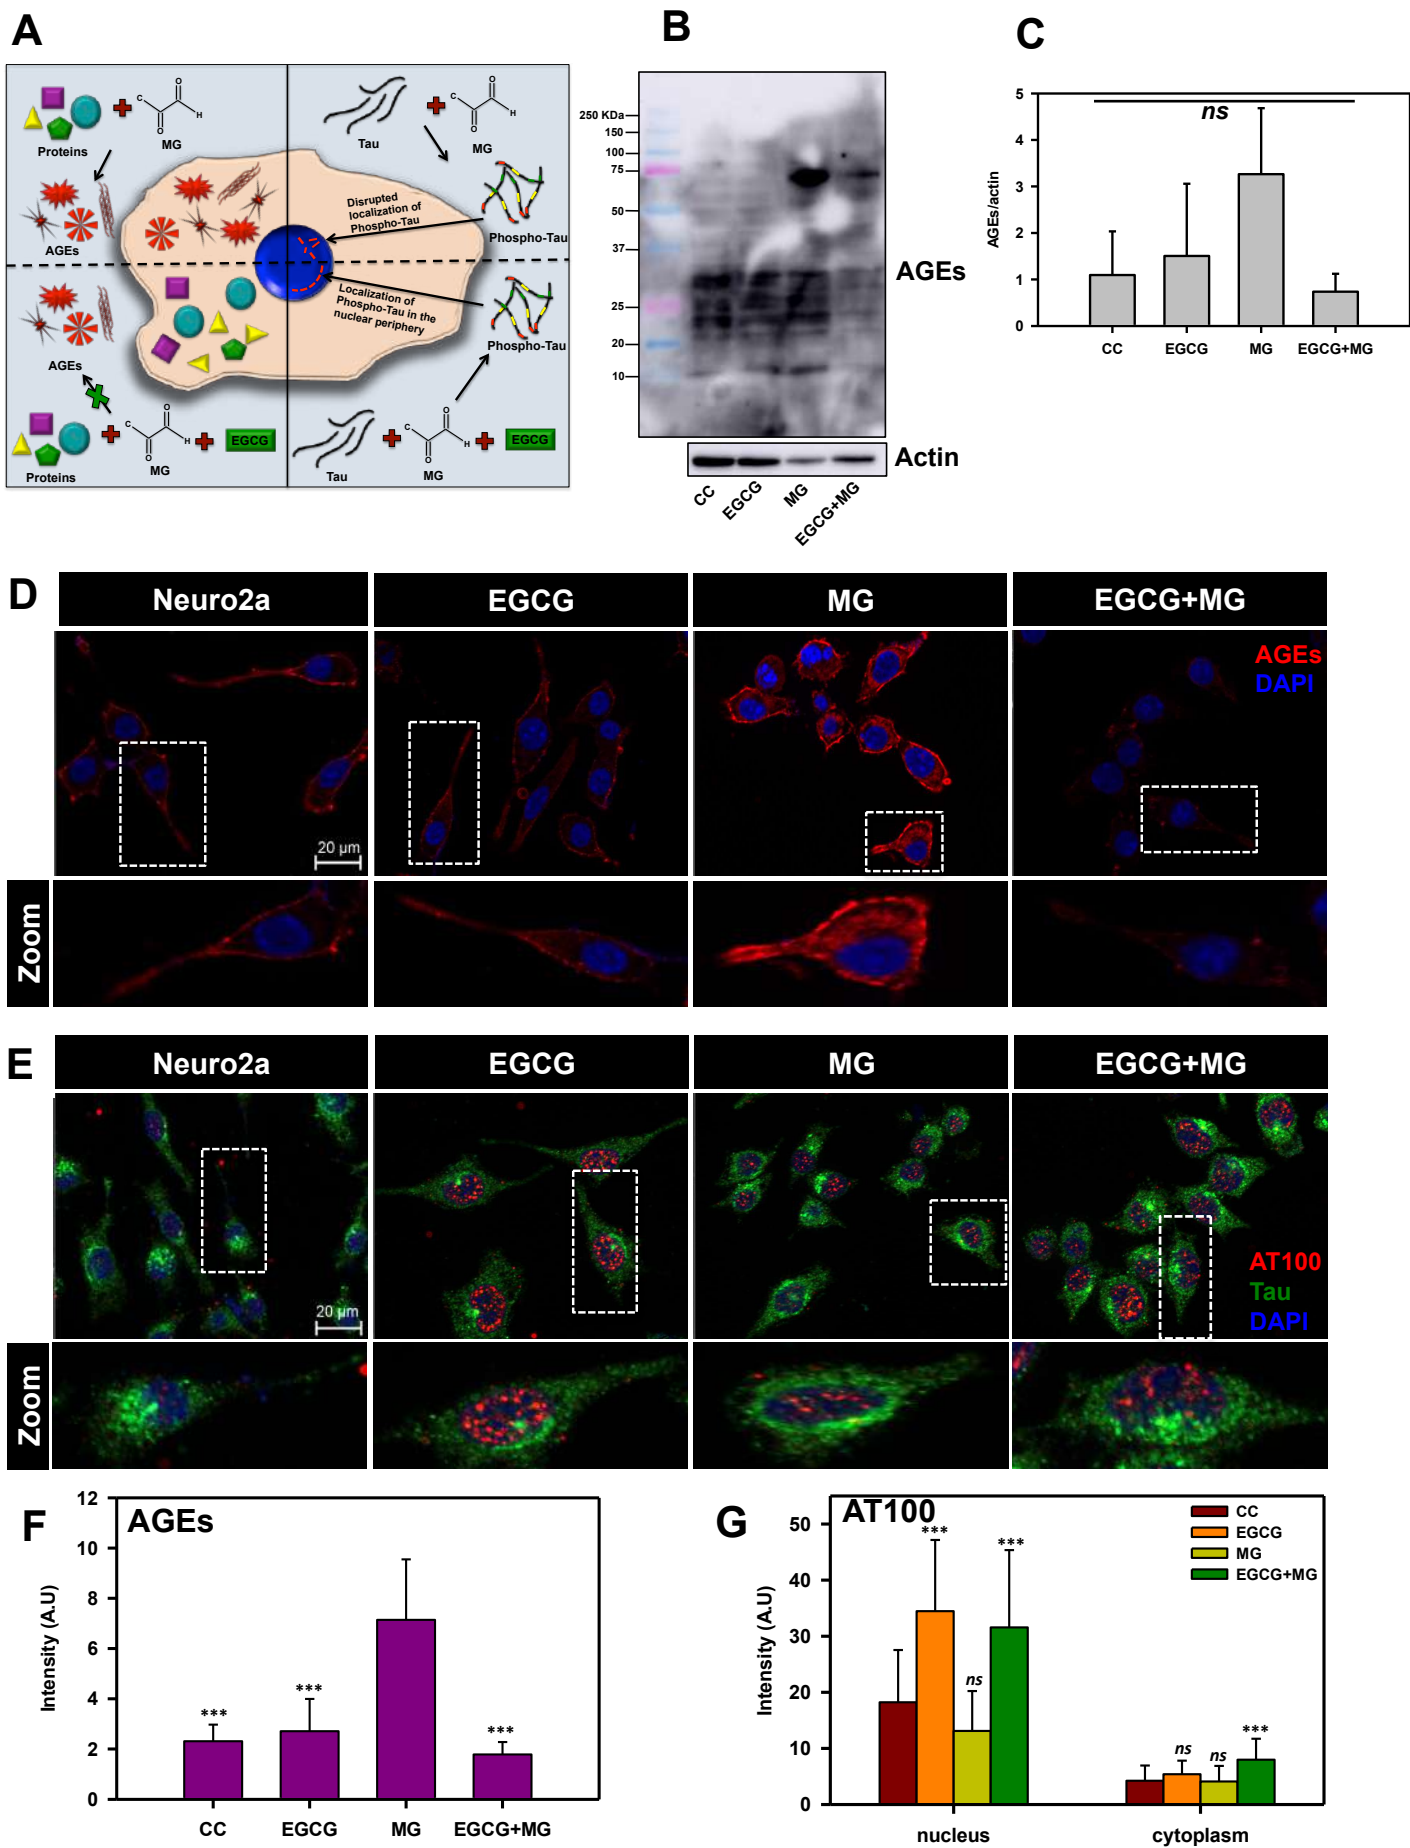 A
Proteins
MG
C
O
O
H
AGEs
Tau
MG
C
O
O
H
Phospho-Tau
Disrupted
localization of
Phospho-Tau
Localization of
Phospho-Tau in the
nuclear periphery
AGEs
Proteins
MG
C
O
O
H
EGCG
Phospho-Tau
Tau
MG
C
O
O
H
EGCG
B
250 KDa
150
100
75
50
37
25
20
10
AGEs
Actin
CC
EGCG
MG
EGCG+MG
C
AGEs/actin
5
4
3
2
1
0
ns
CC
EGCG
MG
EGCG+MG
D
Neuro2a
EGCG
MG
EGCG+MG
AGEs
DAPI
20 µm
Zoom
E
Neuro2a
EGCG
MG
EGCG+MG
AT100
Tau
DAPI
20 µm
Zoom
F
AGEs
Intensity (A.U)
12
10
8
6
4
2
0
***
***
***
CC
EGCG
MG
EGCG+MG
G
AT100
Intensity (A.U)
50
40
30
20
10
0
CC
EGCG
MG
EGCG+MG
***
ns
***
ns
ns
***
nucleus
cytoplasm